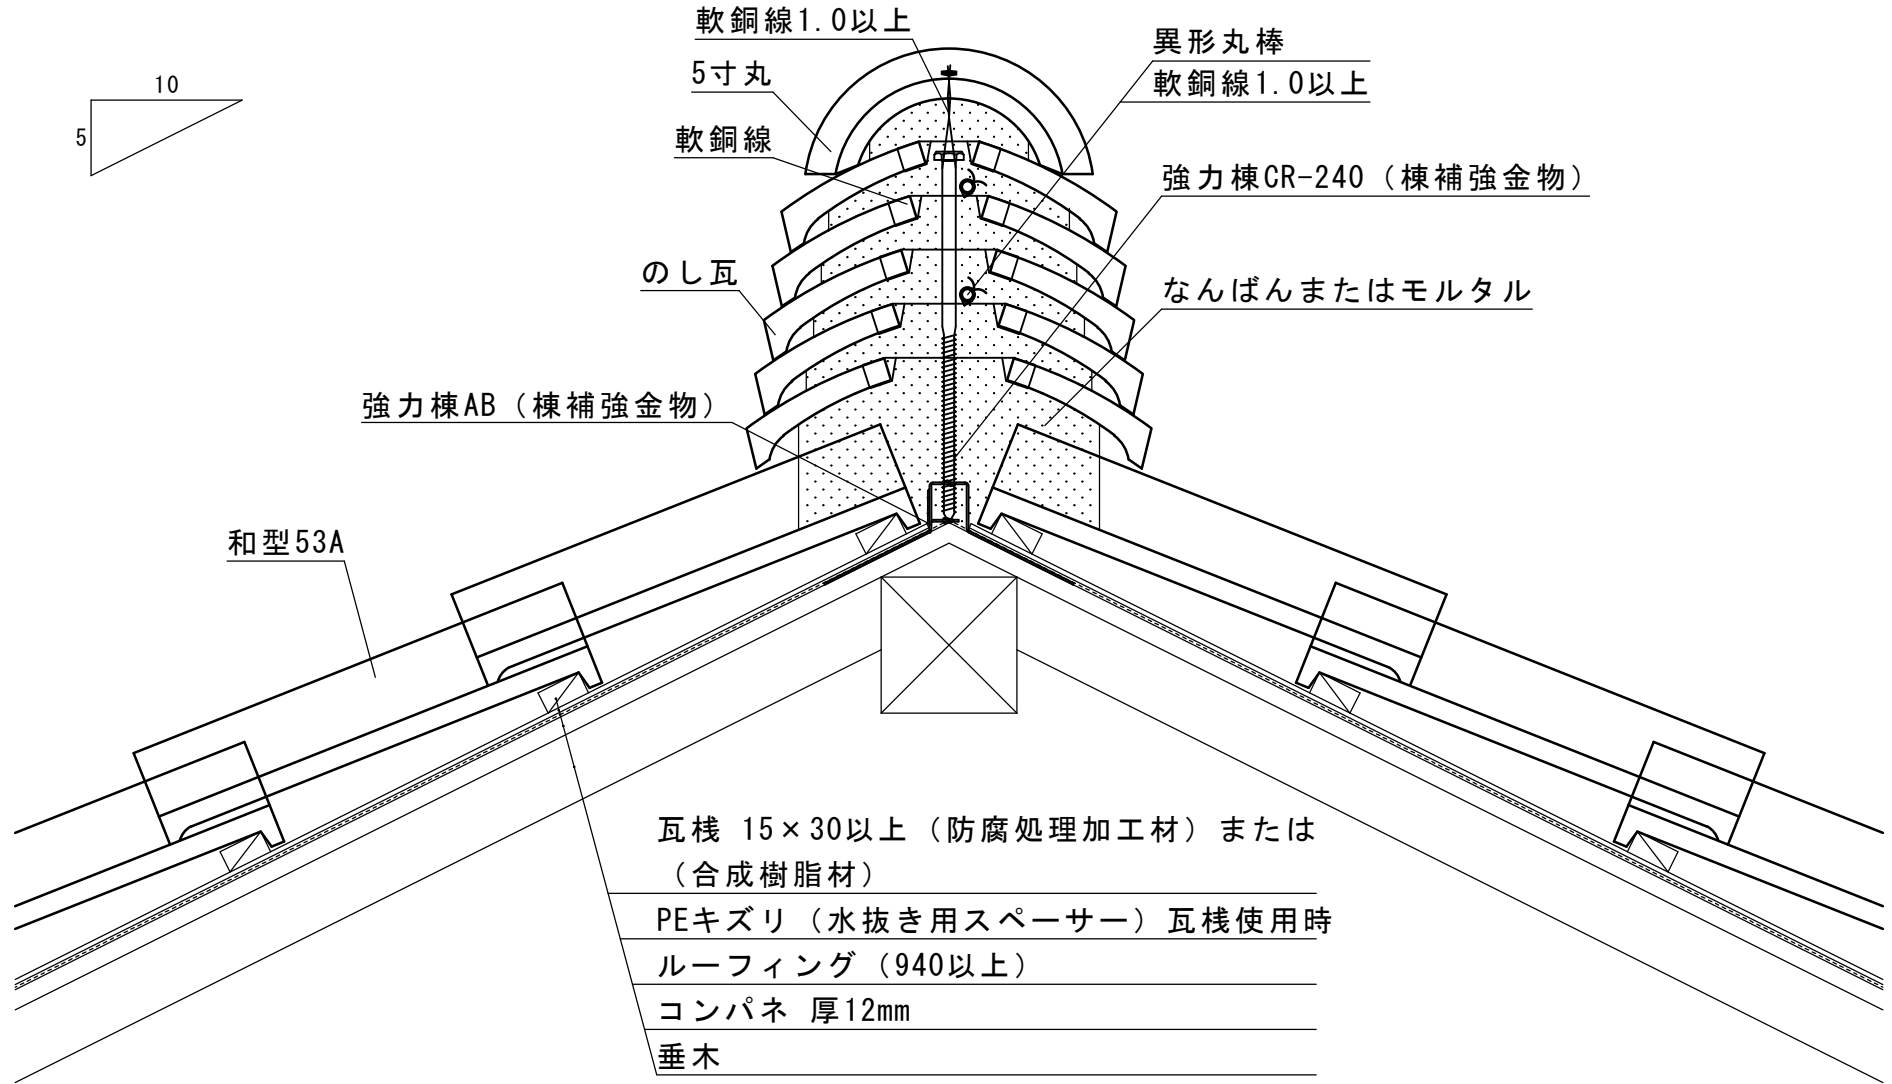 軟銅線1.0以上
異形丸棒
10
5寸丸
軟銅線1.0以上
5
軟銅線
強力棟CR-240（棟補強金物）
のし瓦
なんばんまたはモルタル
強力棟AB（棟補強金物）
和型53A
瓦桟 15×30以上（防腐処理加工材）または
（合成樹脂材）
PEキズリ（水抜き用スペーサー）瓦桟使用時
ルーフィング（940以上）
コンパネ 厚12mm
垂木